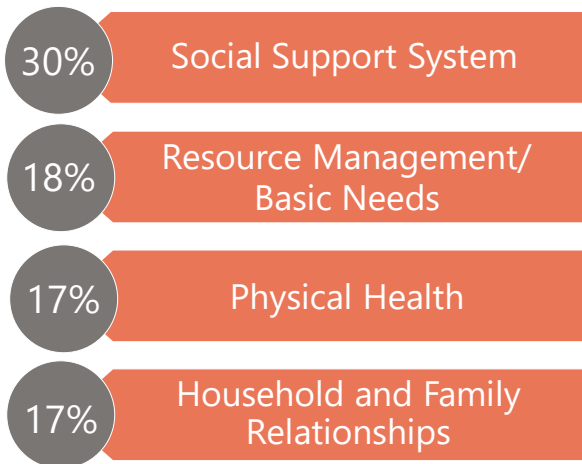 30%
Social Support System
18%
Resource Management/
Basic Needs
17%
Physical Health
17%
Household and Family
Relationships